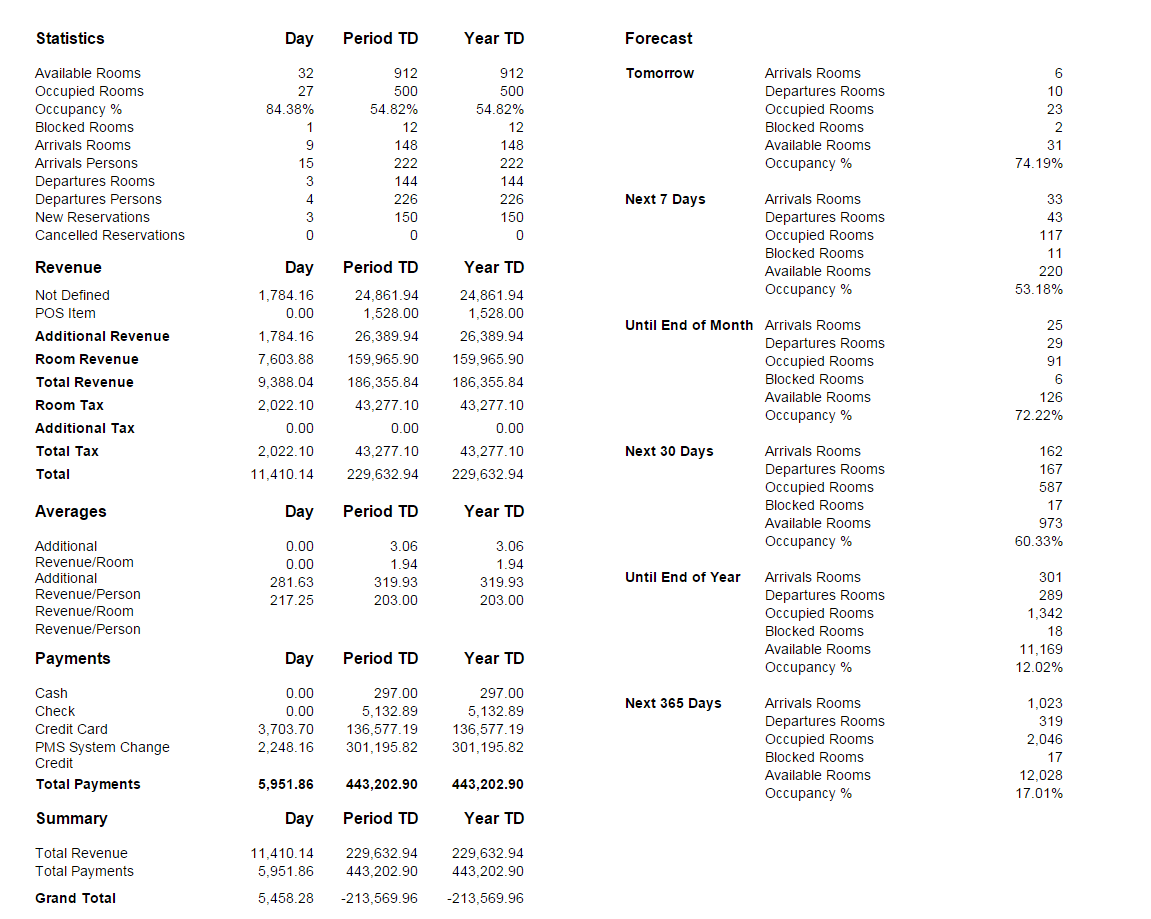 Statistics Day Period TD Year TD
Available Rooms 32 912 912
Occupied Rooms 27 500 500
Occupancy % 84.38% 54.82% 54.82%
Blocked Rooms 1 12 12
Arrivals Rooms 9 148 148
Arrivals Persons 15 222 222
Departures Rooms 3 144 144
Departures Persons 4 226 226
New Reservations 3 150 150
Cancelled Reservations 0 0 0
Revenue Day Period TD Year TD
Not Defined 1,784.16 24,861.94 24,861.94
POS Item 0.00 1,528.00 1,528.00
Additional Revenue 1,784.16 26,389.94 26,389.94
Room Revenue 7,603.88 159,965.90 159,965.90
Total Revenue 9,388.04 186,355.84 186,355.84
Room Tax 2,022.10 43,277.10 43,277.10
Additional Tax 0.00 0.00 0.00
Total Tax 2,022.10 43,277.10 43,277.10
Total 11,410.14 229,632.94 229,632.94
Averages Day Period TD Year TD
Additional 0.00 3.06 3.06
Revenue/Room 0.00 1.94 1.94
Additional 281.63 319.93 319.93
Revenue/Person 217.25 203.00 203.00
Revenue/Room
Revenue/Person
Payments Day Period TD Year TD
Cash 0.00 297.00 297.00
Check 0.00 5,132.89 5,132.89
Credit Card 3,703.70 136,577.19 136,577.19
PMS System Change 2,248.16 301,195.82 301,195.82
Credit
Total Payments 5,951.86 443,202.90 443,202.90
Summary Day Period TD Year TD
Total Revenue 11,410.14 229,632.94 229,632.94
Total Payments 5,951.86 443,202.90 443,202.90
Grand Total 5,458.28 -213,569.96 -213,569.96
Forecast
Tomorrow Arrivals Rooms 6
Departures Rooms 10
Occupied Rooms 23
Blocked Rooms 2
Available Rooms 31
Occupancy % 74.19%
Next 7 Days Arrivals Rooms 33
Departures Rooms 43
Occupied Rooms 117
Blocked Rooms 11
Available Rooms 220
Occupancy % 53.18%
Until End of Month Arrivals Rooms 25
Departures Rooms 29
Occupied Rooms 91
Blocked Rooms 6
Available Rooms 126
Occupancy % 72.22%
Next 30 Days Arrivals Rooms 162
Departures Rooms 167
Occupied Rooms 587
Blocked Rooms 17
Available Rooms 973
Occupancy % 60.33%
Until End of Year Arrivals Rooms 301
Departures Rooms 289
Occupied Rooms 1,342
Blocked Rooms 18
Available Rooms 11,169
Occupancy % 12.02%
Next 365 Days Arrivals Rooms 1,023
Departures Rooms 319
Occupied Rooms 2,046
Blocked Rooms 17
Available Rooms 12,028
Occupancy % 17.01%